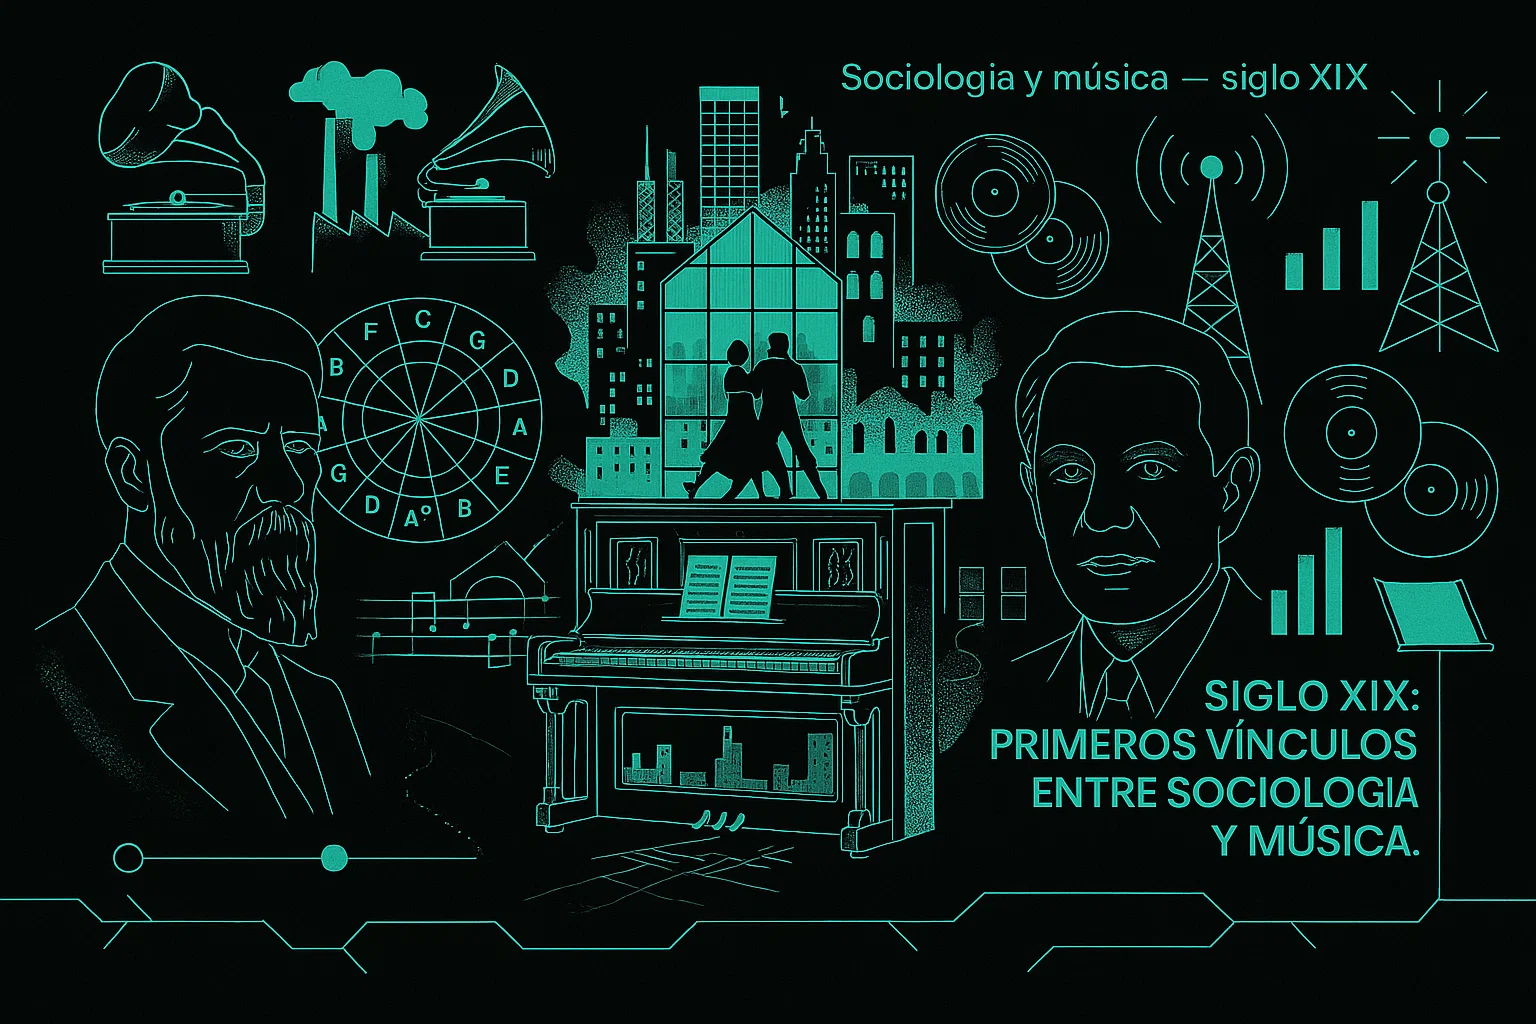 Sociologia y música — siglo XIX
F
C
G
B
D
A
A
G
E
D
A°
B
SIGLO XIX:
PRIMEROS VÍNCULOS
ENTRE SOCIOLOGIA
Y MÚSICA.